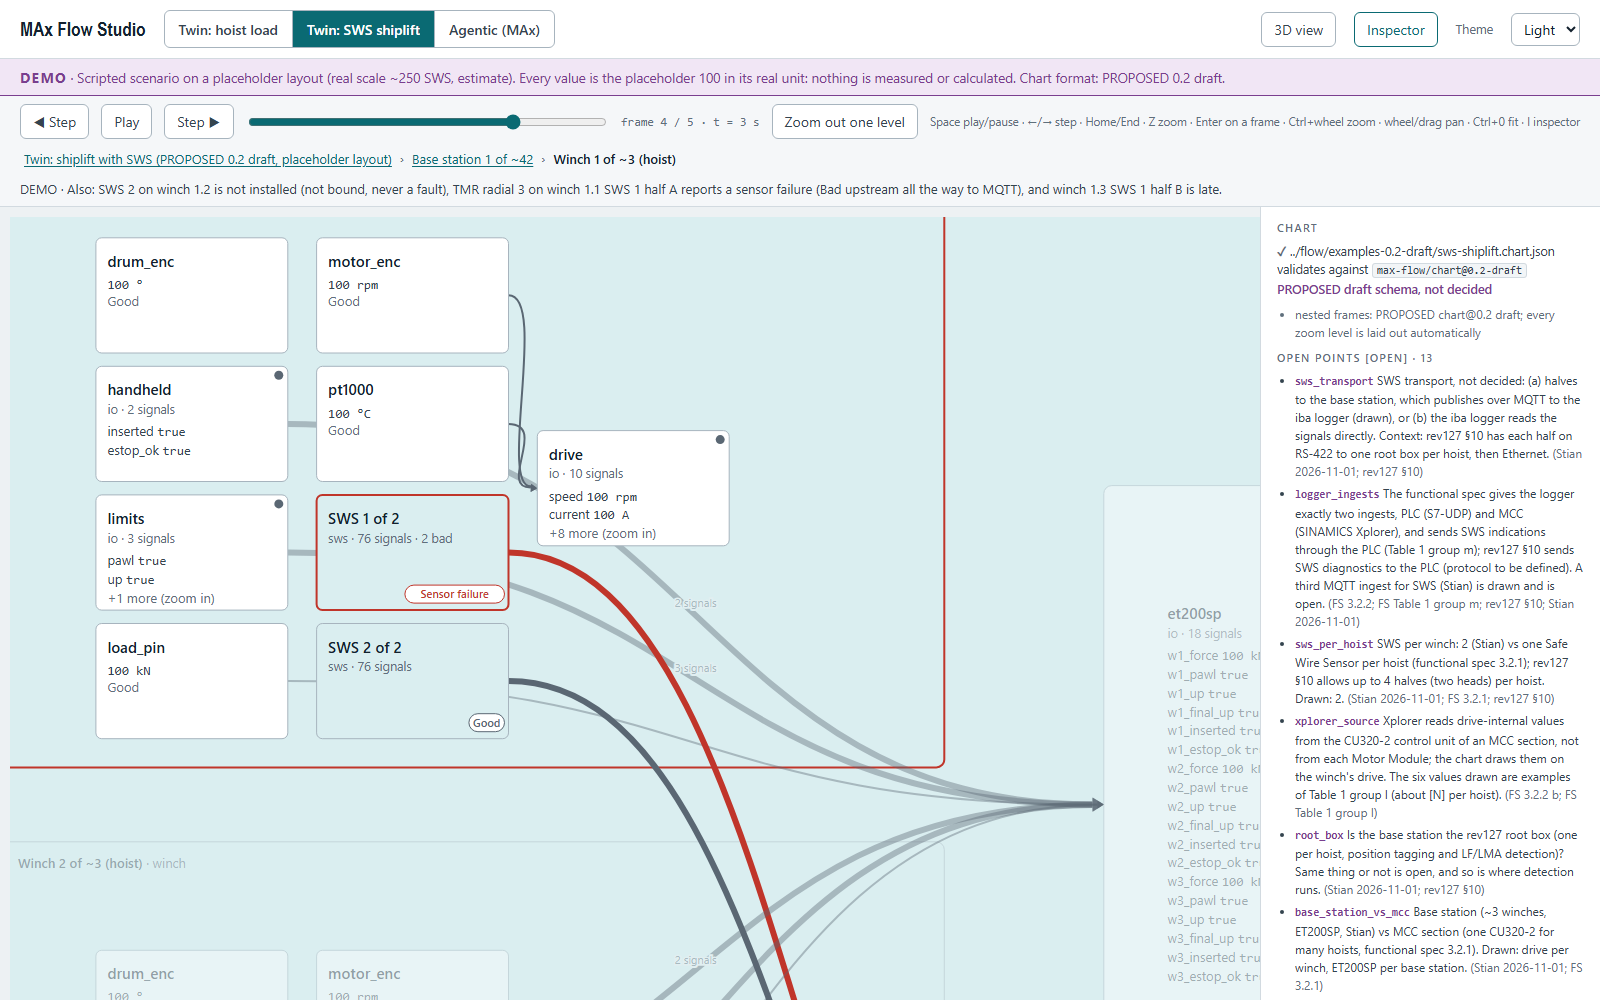 MAx Flow Studio
Twin: hoist load
Twin: SWS shiplift
Agentic (MAx)
3D view
Inspector
Theme
Light
DEMO · Scripted scenario on a placeholder layout (real scale ~250 SWS, estimate). Every value is the placeholder 100 in its real unit: nothing is measured or calculated. Chart format: PROPOSED 0.2 draft.
◀ Step
Play
Step ▶
frame 4 / 5 · t = 3 s
Zoom out one level
Space play/pause · ←/→ step · Home/End · Z zoom · Enter on a frame · Ctrl+wheel zoom · wheel/drag pan · Ctrl+0 fit · I inspector
Twin: shiplift with SWS (PROPOSED 0.2 draft, placeholder layout) › Base station 1 of ~42 › Winch 1 of ~3 (hoist)
DEMO · Also: SWS 2 on winch 1.2 is not installed (not bound, never a fault), TMR radial 3 on winch 1.1 SWS 1 half A reports a sensor failure (Bad upstream all the way to MQTT), and winch 1.3 SWS 1 half B is late.
drum_enc
100 °
Good
motor_enc
100 rpm
Good
handheld
io · 2 signals
inserted true
estop_ok true
pt1000
100 °C
Good
drive
io · 10 signals
speed 100 rpm
current 100 A
+8 more (zoom in)
limits
io · 3 signals
pawl true
up true
+1 more (zoom in)
SWS 1 of 2
sws · 76 signals · 2 bad
Sensor failure
load_pin
100 kN
Good
SWS 2 of 2
sws · 76 signals
Good
2 signals
3 signals
et200sp
io · 18 signals
w1_force 100 kN
w1_pawl true
w1_up true
w1_final_up true
w1_inserted true
w1_estop_ok tr
w2_force 100 kN
w2_pawl true
w2_up true
w2_final_up tru
w2_inserted true
w2_estop_ok tr
w3_force 100 kN
w3_pawl true
w3_up true
w3_final_up tru
w3_inserted true
w3_estop_ok tr
Winch 2 of ~3 (hoist) · winch
2 signals
drum_enc
100 °
motor_enc
100 rpm
CHART
✓ ../flow/examples-0.2-draft/sws-shiplift.chart.json
validates against max-flow/chart@0.2-draft
PROPOSED draft schema, not decided
• nested frames: PROPOSED chart@0.2 draft; every
zoom level is laid out automatically
OPEN POINTS [OPEN] · 13
• sws_transport SWS transport, not decided: (a) halves
to the base station, which publishes over MQTT to the
iba logger (drawn), or (b) the iba logger reads the
signals directly. Context: rev127 §10 has each half on
RS-422 to one root box per hoist, then Ethernet. (Stian
2026-11-01; rev127 §10)
• logger_ingests The functional spec gives the logger
exactly two ingests, PLC (S7-UDP) and MCC
(SINAMICS Xplorer), and sends SWS indications
through the PLC (Table 1 group m); rev127 §10 sends
SWS diagnostics to the PLC (protocol to be defined). A
third MQTT ingest for SWS (Stian) is drawn and is
open. (FS 3.2.2; FS Table 1 group m; rev127 §10; Stian
2026-11-01)
• sws_per_hoist SWS per winch: 2 (Stian) vs one Safe
Wire Sensor per hoist (functional spec 3.2.1); rev127
§10 allows up to 4 halves (two heads) per hoist.
Drawn: 2. (Stian 2026-11-01; FS 3.2.1; rev127 §10)
• xplorer_source Xplorer reads drive-internal values
from the CU320-2 control unit of an MCC section, not
from each Motor Module; the chart draws them on
the winch's drive. The six values drawn are examples
of Table 1 group l (about [N] per hoist). (FS 3.2.2 b; FS
Table 1 group l)
• root_box Is the base station the rev127 root box (one
per hoist, position tagging and LF/LMA detection)?
Same thing or not is open, and so is where detection
runs. (Stian 2026-11-01; rev127 §10)
• base_station_vs_mcc Base station (~3 winches,
ET200SP, Stian) vs MCC section (one CU320-2 for
many hoists, functional spec 3.2.1). Drawn: drive per
winch, ET200SP per base station. (Stian 2026-11-01; FS
3.2.1)